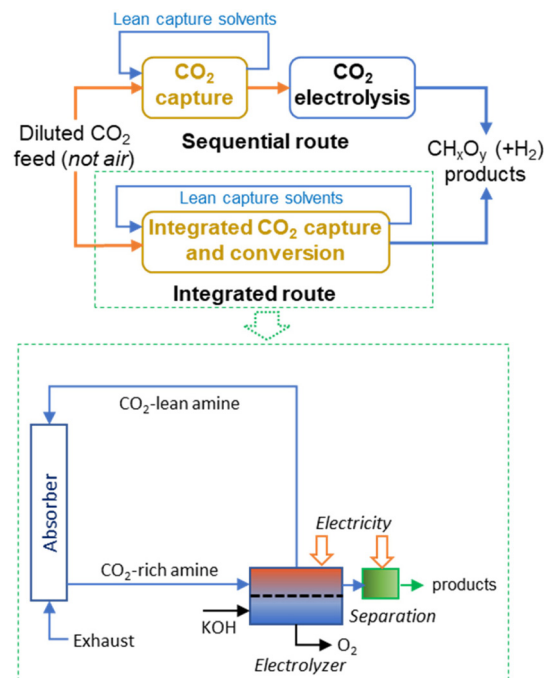 Lean capture solvents
CO₂
capture
CO₂
electrolysis
Diluted CO₂
feed (not air)
Sequential route
CHₓOᵧ (+H₂)
products
Lean capture solvents
Integrated CO₂ capture
and conversion
Integrated route
CO₂-lean amine
Absorber
Electricity
CO₂-rich amine
products
KOH
Separation
Exhaust
O₂
Electrolyzer